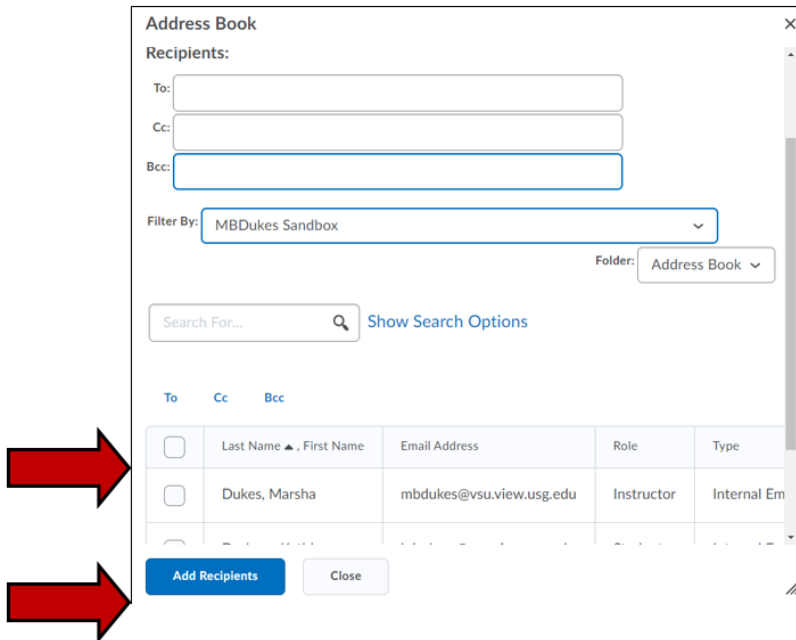 Address Book
Recipients:
To:
Cc:
Bcc:
Filter By: MBDukes Sandbox
Folder: Address Book
Search For... Show Search Options
To Cc Bcc
Last Name ▲ , First Name Email Address Role Type
Dukes, Marsha mbdukes@vsu.view.usg.edu Instructor Internal Em
Add Recipients Close